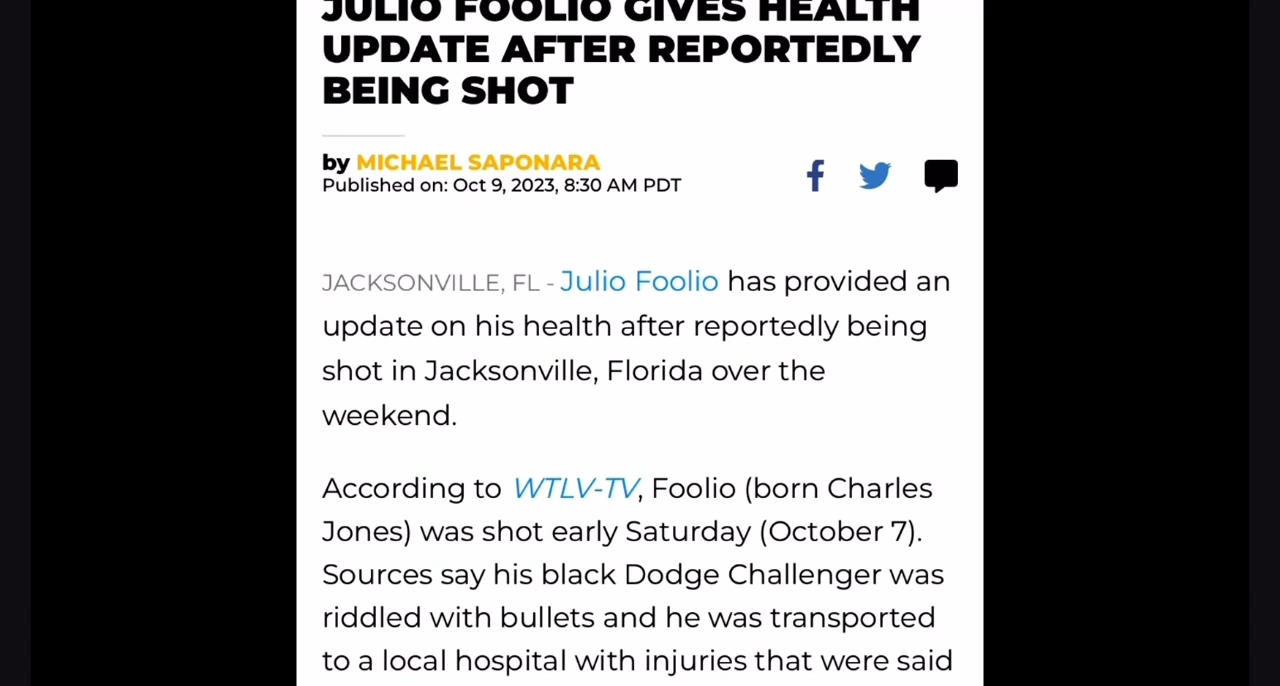 JULIO FOOLIO GIVES HEALTH
UPDATE AFTER REPORTEDLY
BEING SHOT
by MICHAEL SAPONARA
Published on: Oct 9, 2023, 8:30 AM PDT
JACKSONVILLE, FL - Julio Foolio has provided an
update on his health after reportedly being
shot in Jacksonville, Florida over the
weekend.
According to WTLV-TV, Foolio (born Charles
Jones) was shot early Saturday (October 7).
Sources say his black Dodge Challenger was
riddled with bullets and he was transported
to a local hospital with injuries that were said